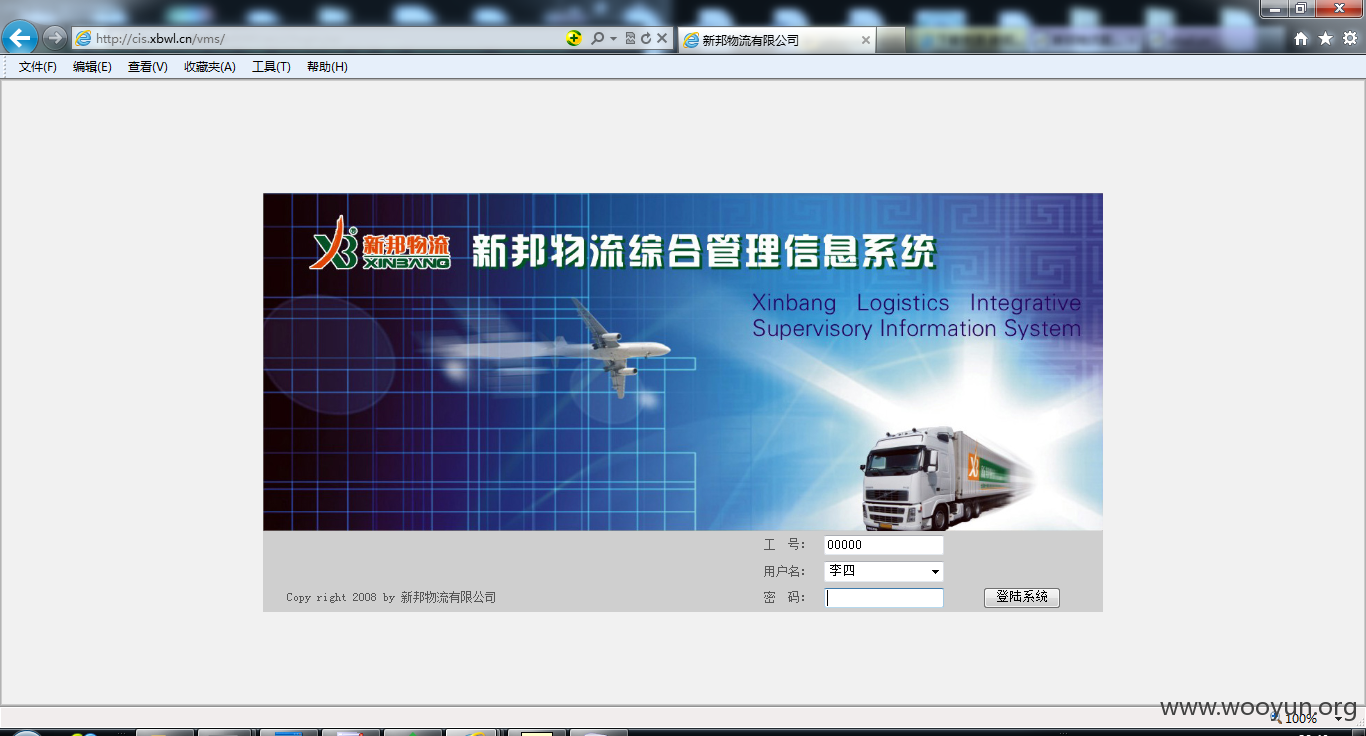 http://cis.xbwl.cn/vms/
新邦物流有限公司
文件(F) 编辑(E) 查看(V) 收藏夹(A) 工具(T) 帮助(H)
新邦物流
XINBANG
新邦物流综合管理信息系统
Xinbang Logistics Integrative
Supervisory Information System
工 号: 00000
用户名: 李四
密 码:
登陆系统
Copy right 2008 by 新邦物流有限公司
www.wooyun.org
100%